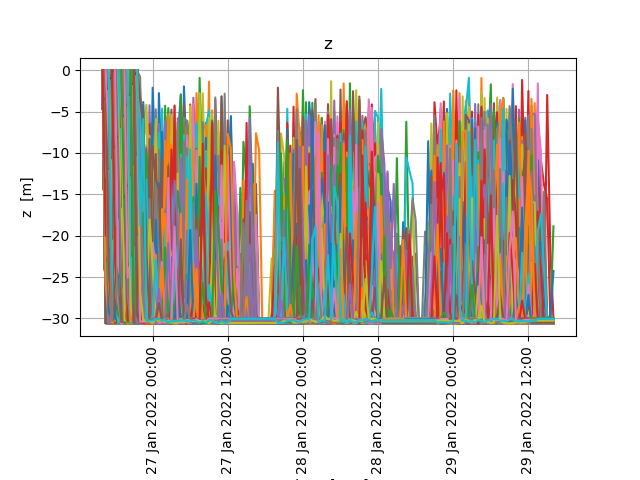 z
0
−5
−10
−15
−20
−25
−30
z [m]
27 Jan 2022 00:00
27 Jan 2022 12:00
28 Jan 2022 00:00
28 Jan 2022 12:00
29 Jan 2022 00:00
29 Jan 2022 12:00